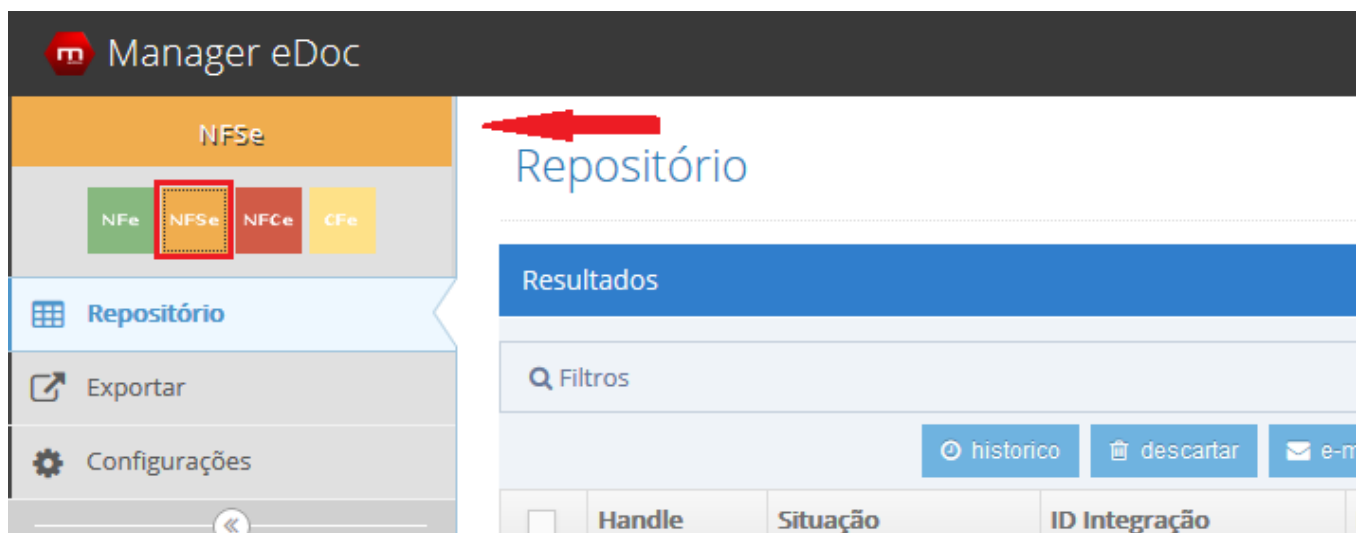 Manager eDoc
NFSe
NFe NFSe NFCe CFe
Repositório
Exportar
Configurações
Repositório
Resultados
Filtros
historico descartar e-m
Handle Situação ID Integração